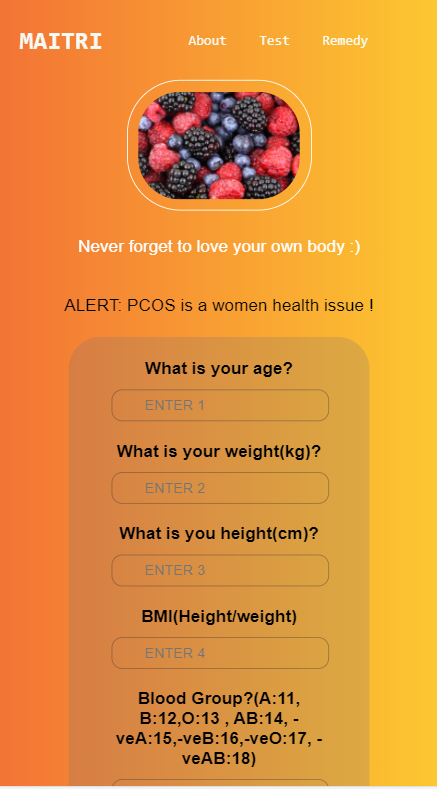 MAITRI
About Test Remedy
Never forget to love your own body :)
ALERT: PCOS is a women health issue !
What is your age?
ENTER 1
What is your weight(kg)?
ENTER 2
What is you height(cm)?
ENTER 3
BMI(Height/weight)
ENTER 4
Blood Group?(A:11,
B:12,O:13 , AB:14, -
veA:15,-veB:16,-veO:17, -
veAB:18)